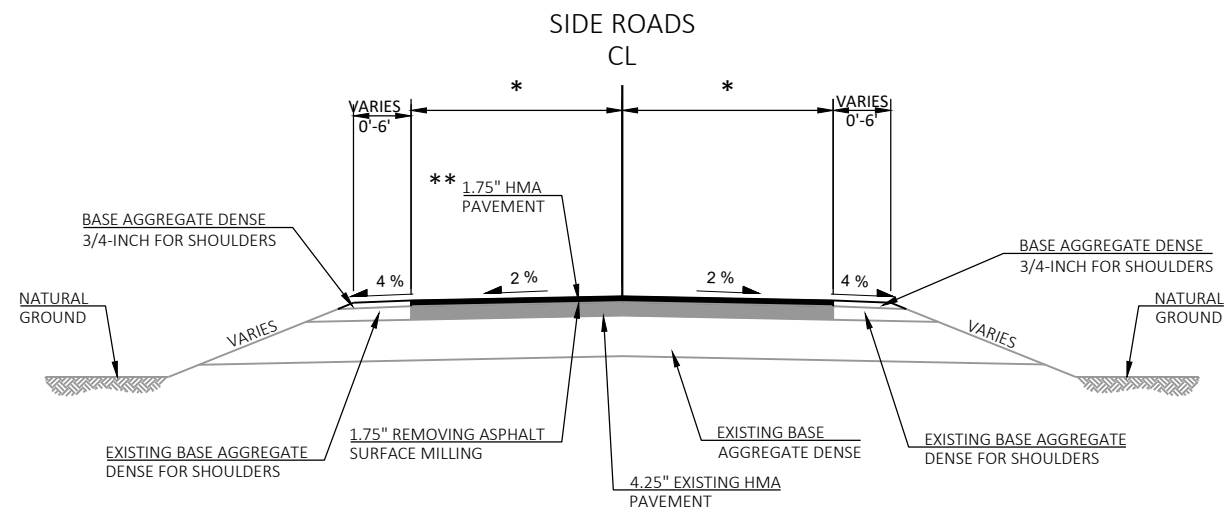 SIDE ROADS
CL
* *
VARIES
0'-6'
VARIES
0'-6'
** 1.75" HMA
PAVEMENT
BASE AGGREGATE DENSE
3/4-INCH FOR SHOULDERS
BASE AGGREGATE DENSE
3/4-INCH FOR SHOULDERS
4 % 2 % 2 % 4 %
NATURAL
GROUND
NATURAL
GROUND
VARIES
VARIES
EXISTING BASE AGGREGATE
DENSE FOR SHOULDERS
1.75" REMOVING ASPHALT
SURFACE MILLING
4.25" EXISTING HMA
PAVEMENT
EXISTING BASE
AGGREGATE DENSE
EXISTING BASE AGGREGATE
DENSE FOR SHOULDERS